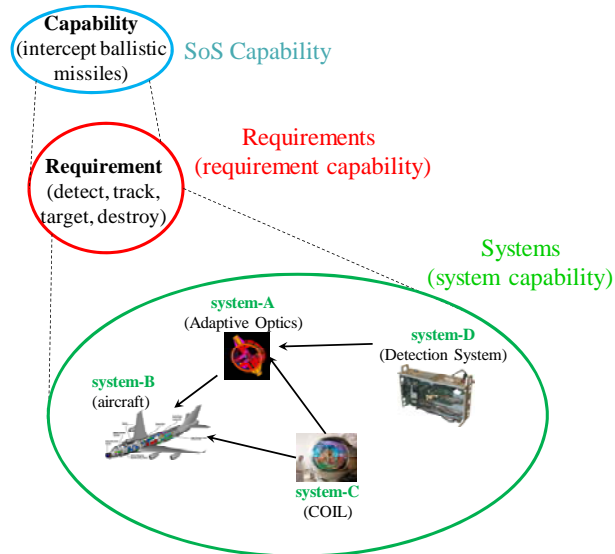 Capability
(intercept ballistic
missiles)
SoS Capability
Requirement
(detect, track,
target, destroy)
Requirements
(requirement capability)
Systems
(system capability)
system-A
(Adaptive Optics)
system-D
(Detection System)
system-B
(aircraft)
system-C
(COIL)